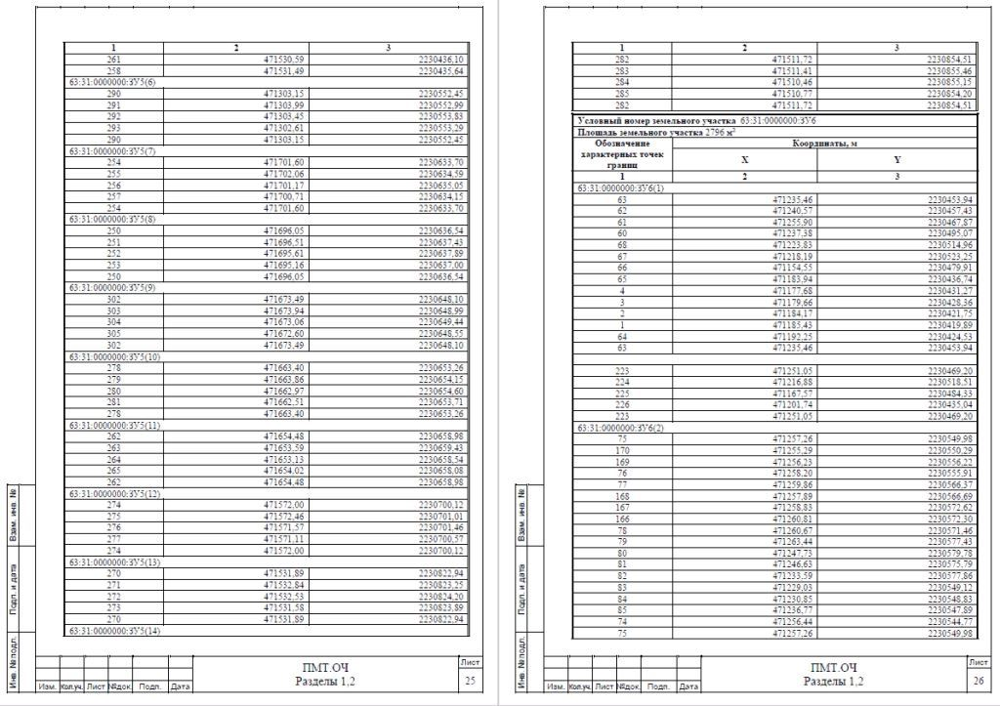 1 2 3
261 471530,59 2230436,10
258 471531,49 2230435,64
63:31:0000000:ЗУ5(6)
290 471303,15 2230552,45
291 471303,99 2230552,99
292 471303,45 2230553,83
293 471302,61 2230553,29
290 471303,15 2230552,45
63:31:0000000:ЗУ5(7)
254 471701,60 2230633,70
255 471702,06 2230634,59
256 471701,17 2230635,05
257 471700,71 2230634,15
254 471701,60 2230633,70
63:31:0000000:ЗУ5(8)
250 471696,05 2230636,54
251 471696,51 2230637,43
252 471695,61 2230637,89
253 471695,16 2230637,00
250 471696,05 2230636,54
63:31:0000000:ЗУ5(9)
302 471673,49 2230648,10
303 471673,94 2230648,99
304 471673,06 2230649,44
305 471672,60 2230648,55
302 471673,49 2230648,10
63:31:0000000:ЗУ5(10)
278 471663,40 2230653,26
279 471663,86 2230654,15
280 471662,97 2230654,60
281 471662,51 2230653,71
278 471663,40 2230653,26
63:31:0000000:ЗУ5(11)
262 471654,48 2230658,98
263 471653,59 2230659,43
264 471653,13 2230658,54
265 471654,02 2230658,08
262 471654,48 2230658,98
63:31:0000000:ЗУ5(12)
274 471572,00 2230700,12
275 471572,46 2230701,01
276 471571,57 2230701,46
277 471571,11 2230700,57
274 471572,00 2230700,12
63:31:0000000:ЗУ5(13)
270 471531,89 2230822,94
271 471532,84 2230823,25
272 471532,53 2230824,20
273 471531,58 2230823,89
270 471531,89 2230822,94
63:31:0000000:ЗУ5(14)
Взам. инв. №
Подп. и дата
Инв. № подл.
Изм. Кол.уч. Лист №док. Подп. Дата
ПМТ.ОЧ
Разделы 1,2
Лист
25
1 2 3
282 471511,72 2230854,51
283 471511,41 2230855,46
284 471510,46 2230855,15
285 471510,77 2230854,20
282 471511,72 2230854,51
Условный номер земельного участка 63:31:0000000:ЗУ6
Площадь земельного участка 2796 м²
Обозначение характерных точек границ
Координаты, м
X Y
1 2 3
63:31:0000000:ЗУ6(1)
63 471235,46 2230453,94
62 471240,57 2230457,43
61 471255,90 2230467,87
60 471237,38 2230495,07
68 471223,83 2230514,96
67 471218,19 2230523,25
66 471154,55 2230479,91
65 471183,94 2230436,74
4 471177,68 2230431,27
3 471179,66 2230428,36
2 471184,17 2230421,75
1 471185,43 2230419,89
64 471192,25 2230424,53
63 471235,46 2230453,94
223 471251,05 2230469,20
224 471216,88 2230518,51
225 471167,57 2230484,33
226 471201,74 2230435,04
223 471251,05 2230469,20
63:31:0000000:ЗУ6(2)
75 471257,26 2230549,98
170 471255,29 2230550,29
169 471256,23 2230556,22
76 471258,20 2230555,91
77 471259,86 2230566,37
168 471257,89 2230566,69
167 471258,83 2230572,62
166 471260,81 2230572,30
78 471260,67 2230571,46
79 471263,44 2230577,43
80 471247,73 2230579,78
81 471246,63 2230575,79
82 471233,59 2230577,86
83 471229,03 2230549,12
84 471230,85 2230548,83
85 471236,77 2230547,89
74 471256,44 2230544,77
75 471257,26 2230549,98
Взам. инв. №
Подп. и дата
Инв. № подл.
Изм. Кол.уч. Лист №док. Подп. Дата
ПМТ.ОЧ
Разделы 1,2
Лист
26